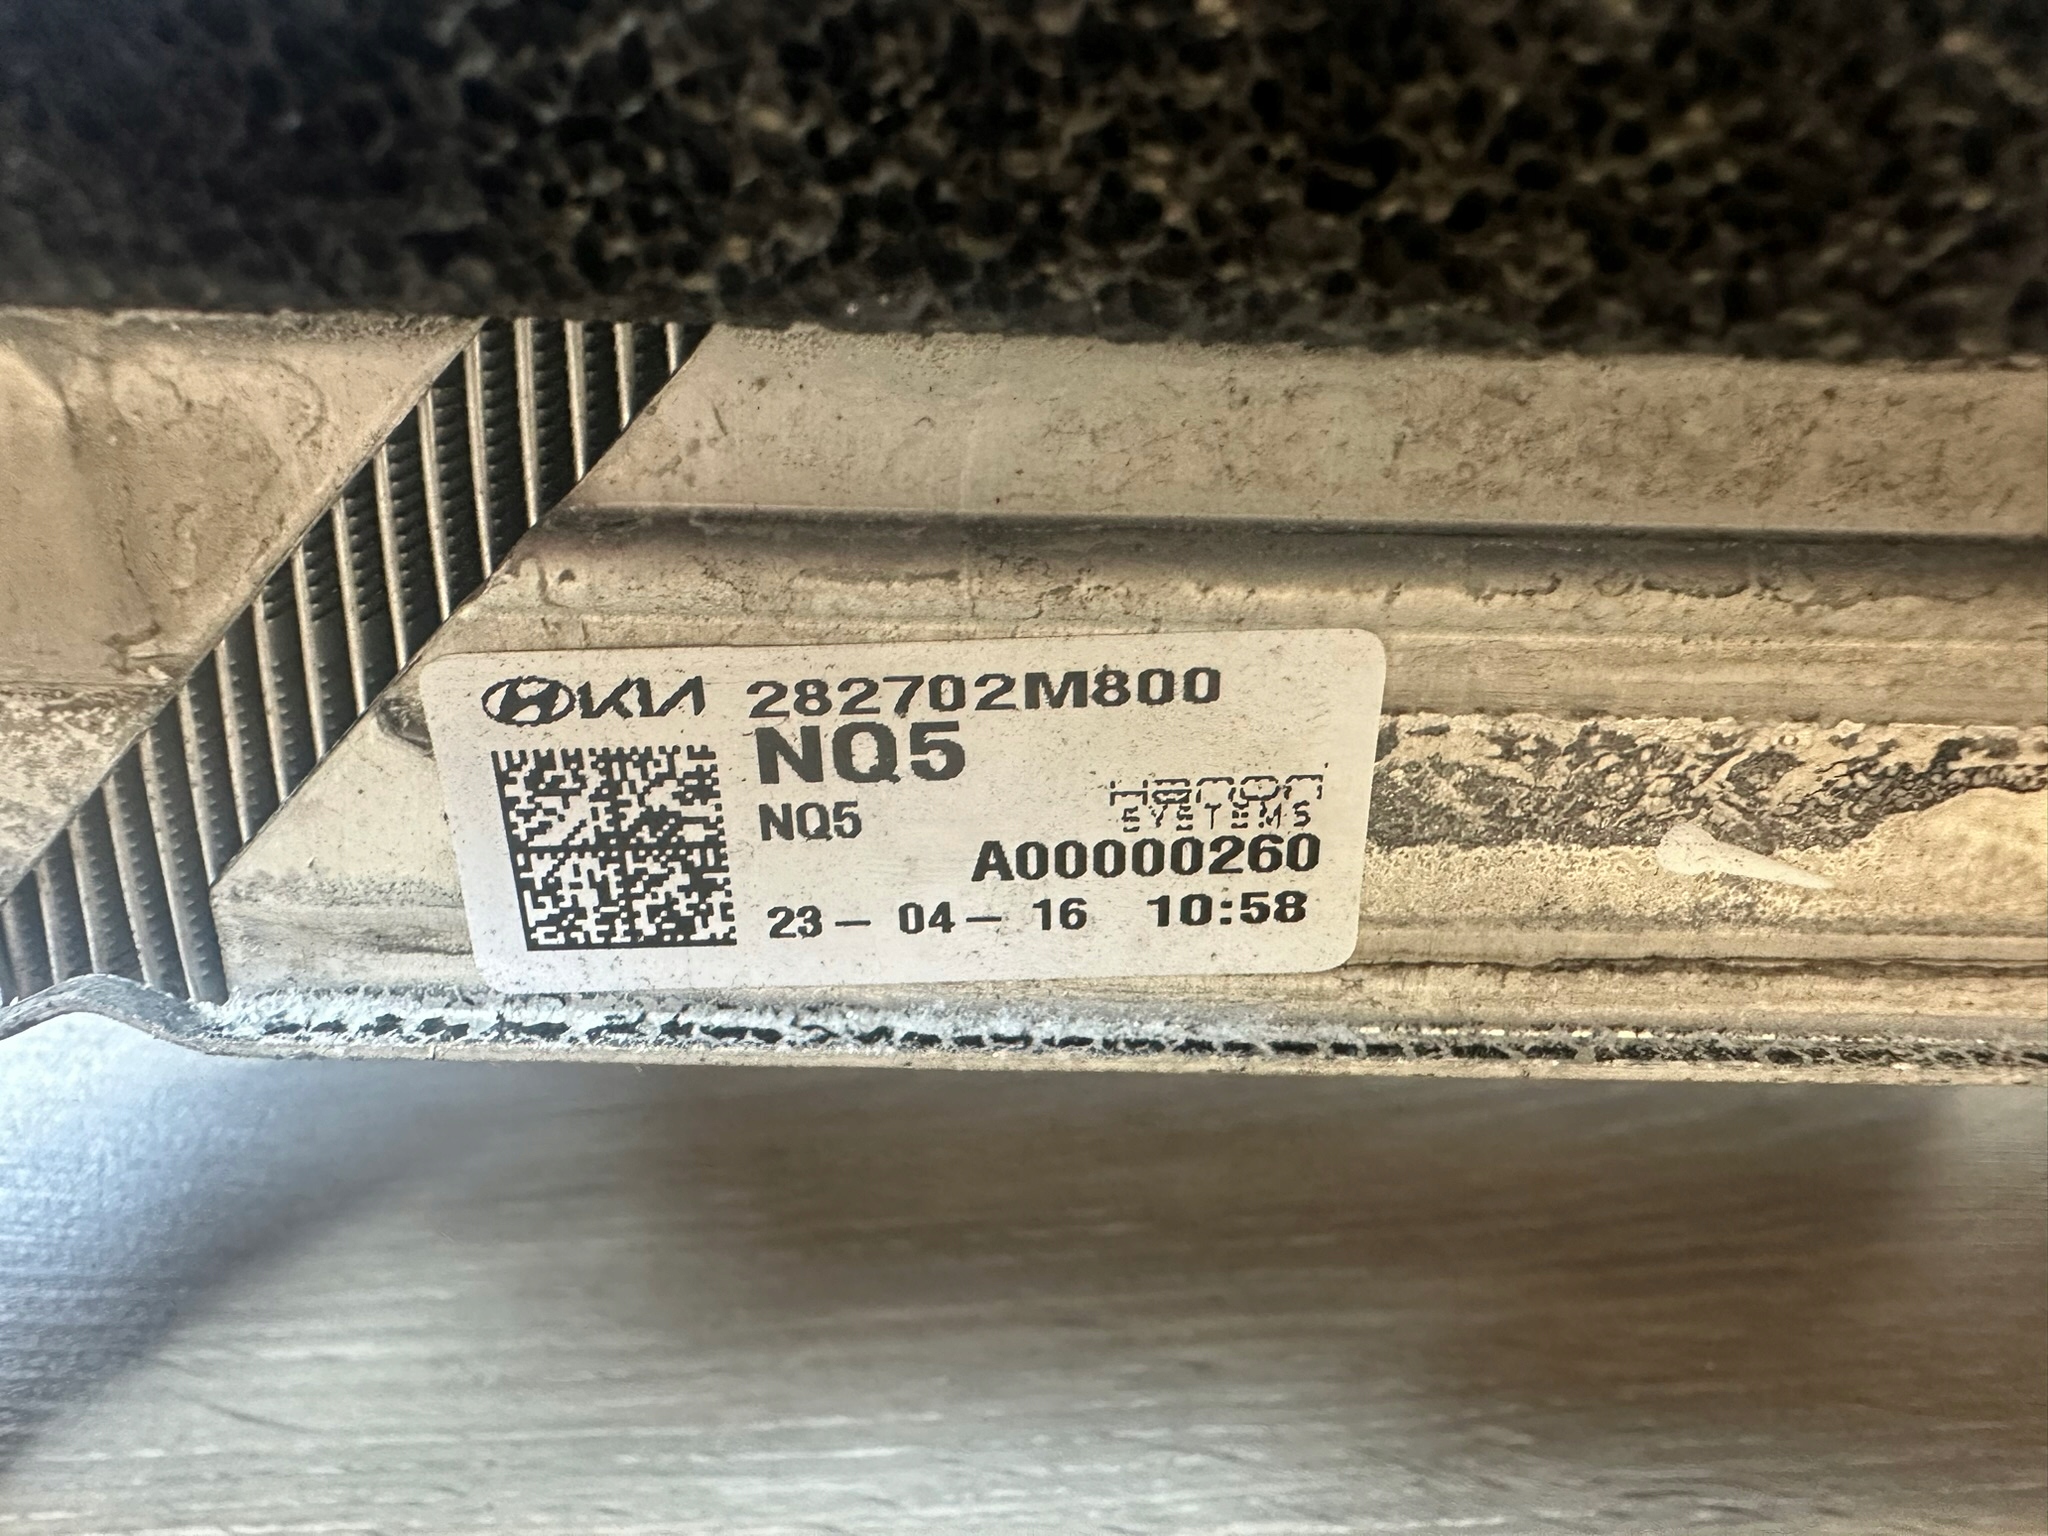 KIA 282702M800
NQ5
NQ5
Hanon
SYSTEMS
A00000260
23 - 04 - 16 10:58